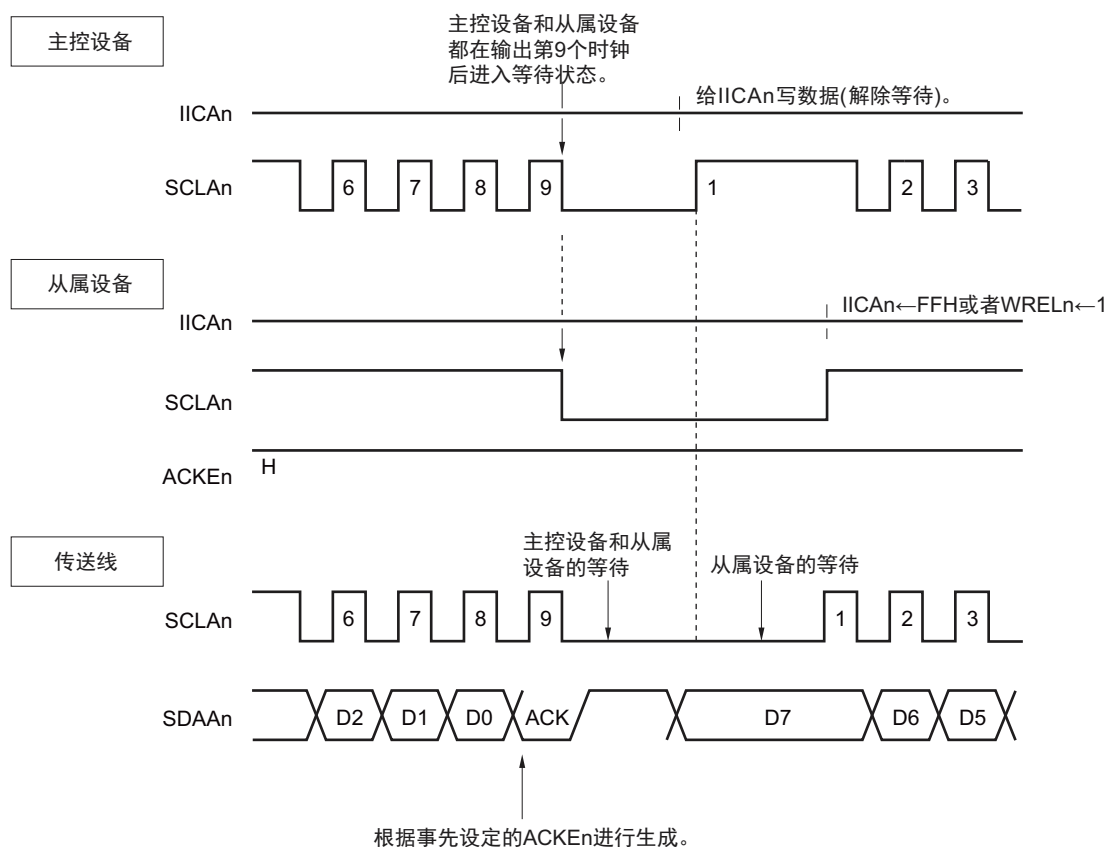 主控设备
主控设备和从属设备
都在输出第9个时钟
后进入等待状态。
给IICAn写数据(解除等待)。
IICAn
SCLAn
6 7 8 9 1 2 3
从属设备
IICAn←FFH或者WRELn←1
IICAn
SCLAn
ACKEn
H
传送线
主控设备和从属
设备的等待
从属设备的等待
SCLAn
6 7 8 9 1 2 3
SDAAn
D2 D1 D0 ACK D7 D6 D5
根据事先设定的ACKEn进行生成。